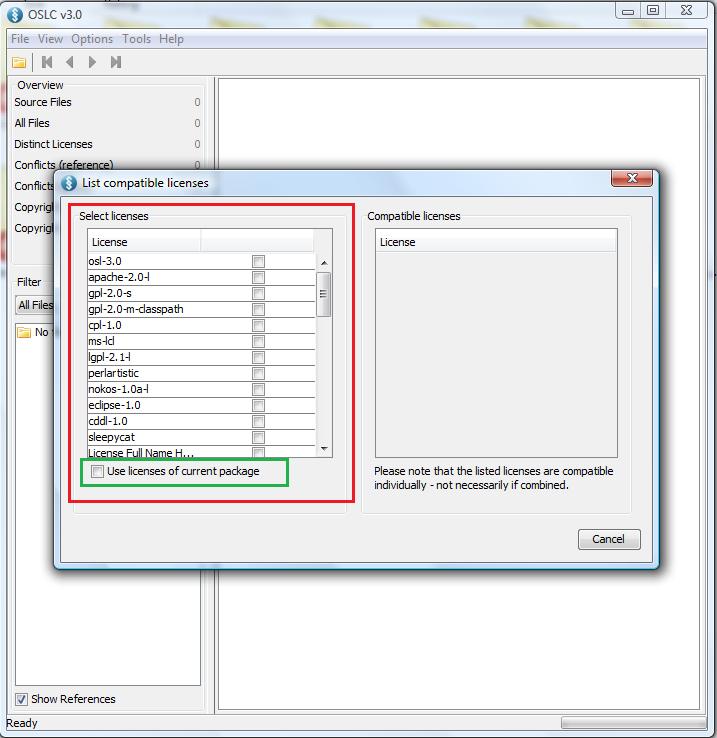 OSLC v3.0
File View Options Tools Help
Overview
Source Files 0
All Files 0
Distinct Licenses 0
Conflicts (reference)
Conflicts
Copyrig
Copyrig
Filter
All Files
No
List compatible licenses
Select licenses
License
osl-3.0
apache-2.0-l
gpl-2.0-s
gpl-2.0-m-classpath
cpl-1.0
ms-lcl
lgpl-2.1-l
perlartistic
nokos-1.0a-l
eclipse-1.0
cddl-1.0
sleepycat
License Full Name H...
Use licenses of current package
Compatible licenses
License
Please note that the listed licenses are compatible
individually - not necessarily if combined.
Cancel
Show References
Ready